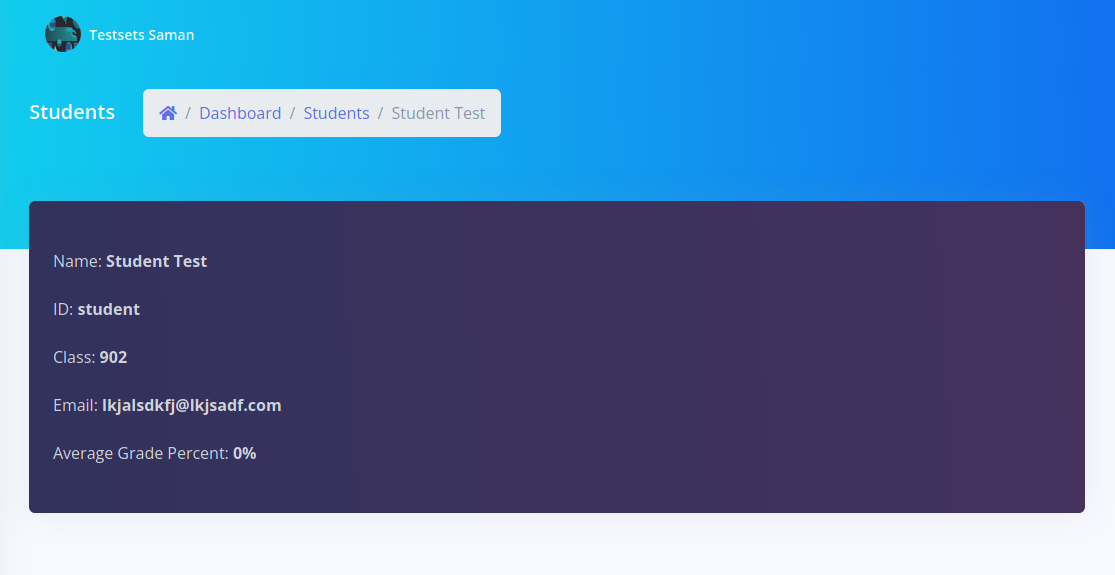 Testsets Saman
Students
/ Dashboard / Students / Student Test
Name: Student Test
ID: student
Class: 902
Email: lkjalsdkfj@lkjsadf.com
Average Grade Percent: 0%